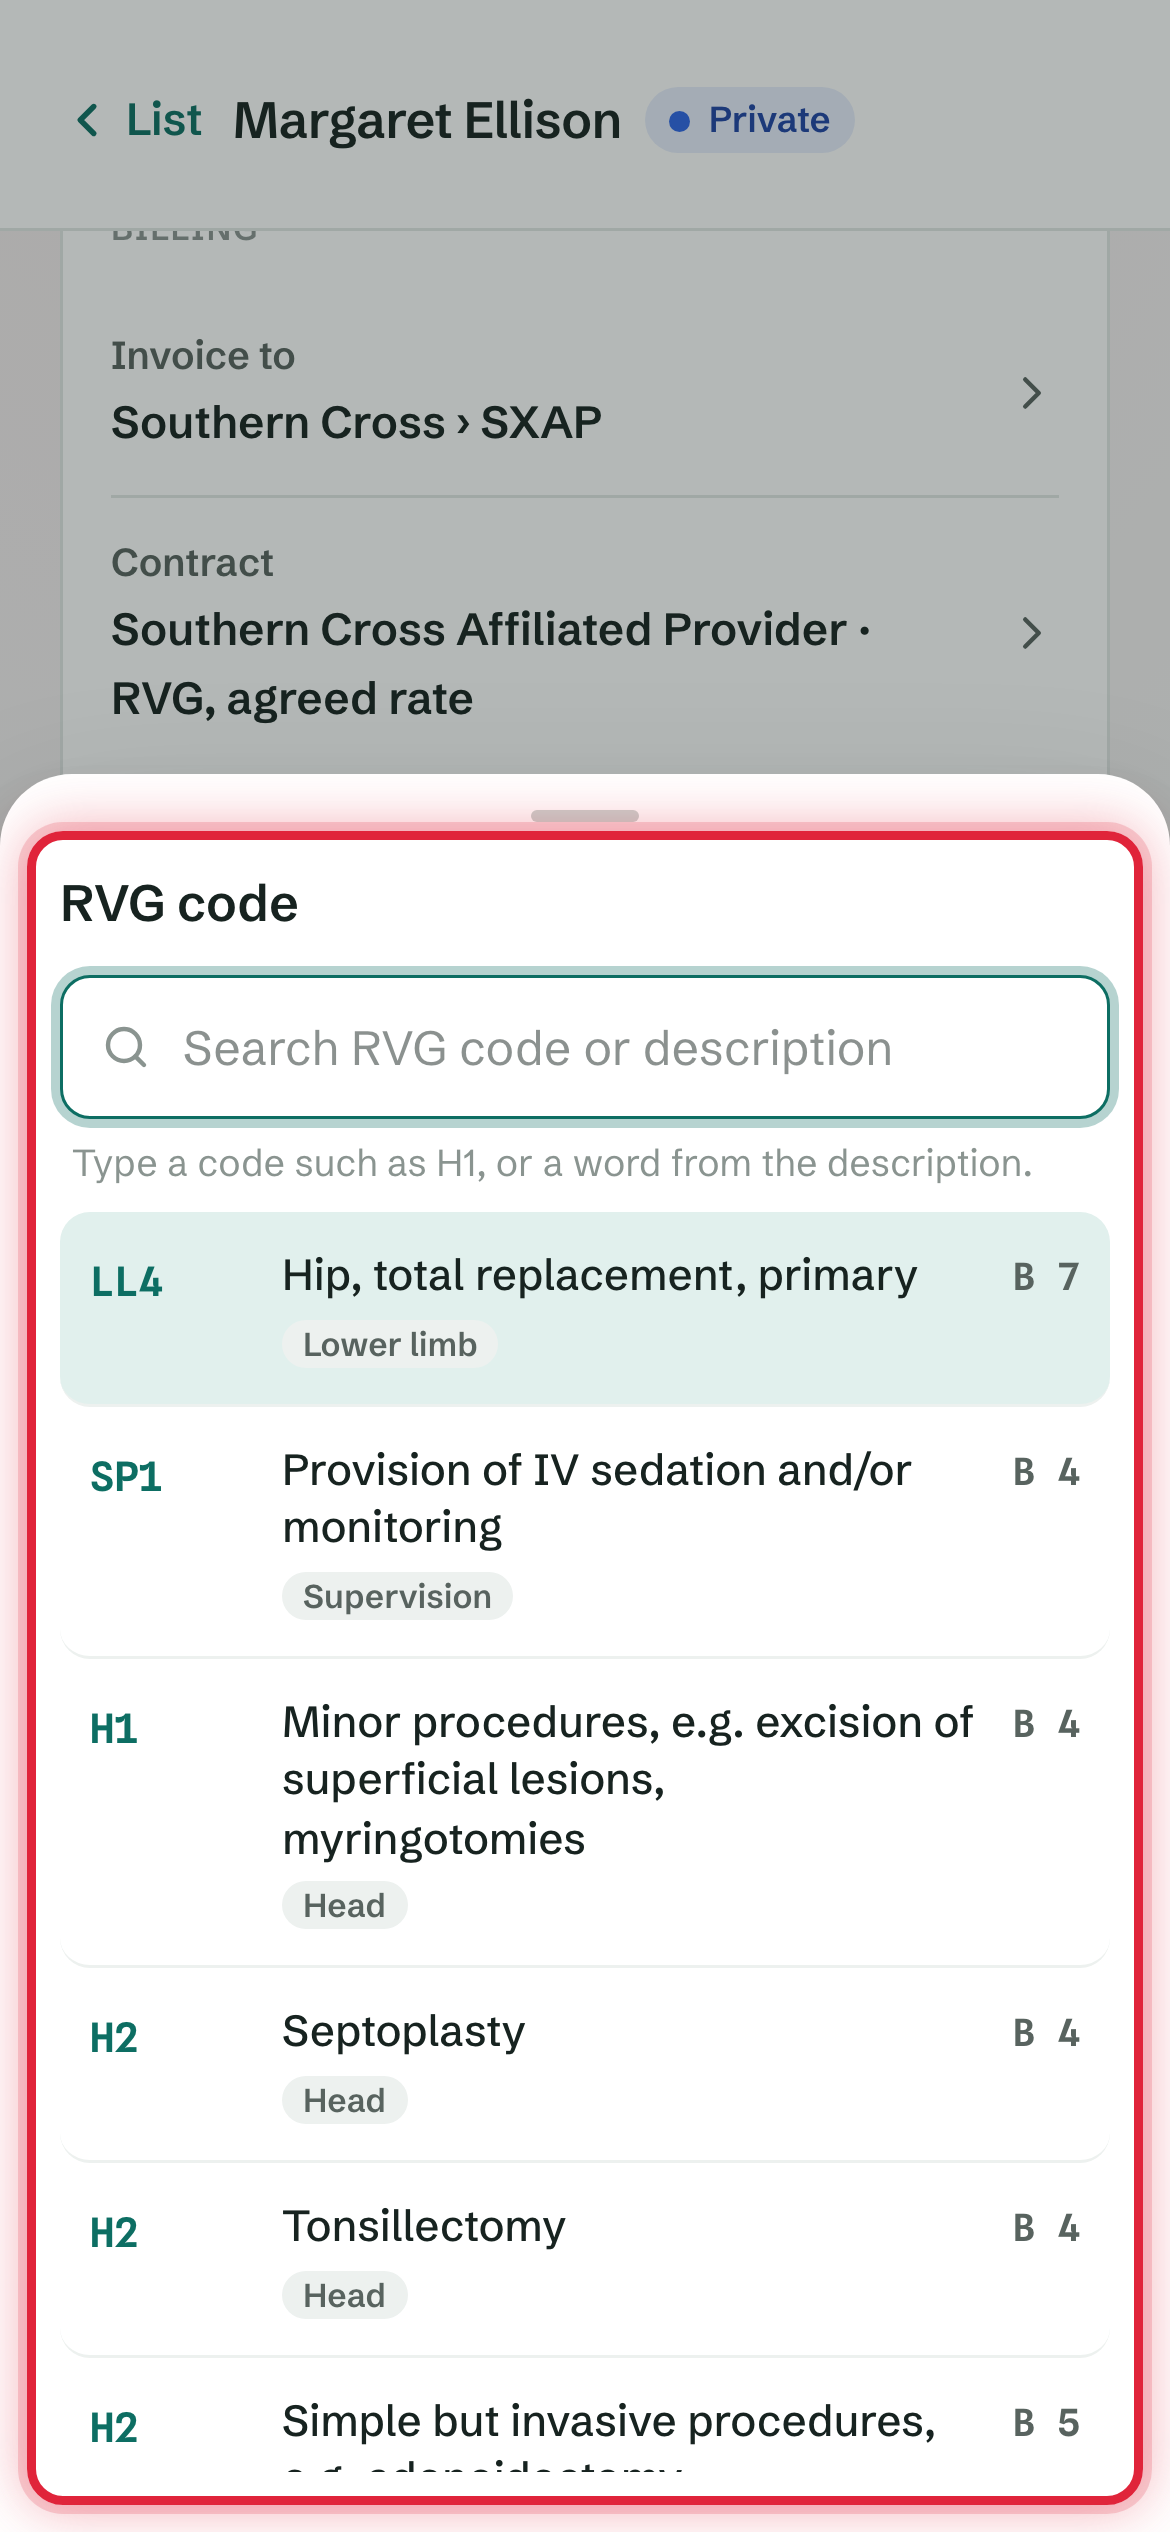 List Margaret Ellison Private
BILLING
Invoice to
Southern Cross › SXAP
Contract
Southern Cross Affiliated Provider ·
RVG, agreed rate
RVG code
Search RVG code or description
Type a code such as H1, or a word from the description.
LL4 Hip, total replacement, primary B 7
Lower limb
SP1 Provision of IV sedation and/or B 4
monitoring
Supervision
H1 Minor procedures, e.g. excision of B 4
superficial lesions,
myringotomies
Head
H2 Septoplasty B 4
Head
H2 Tonsillectomy B 4
Head
H2 Simple but invasive procedures, B 5
e.g. adenoidectomy